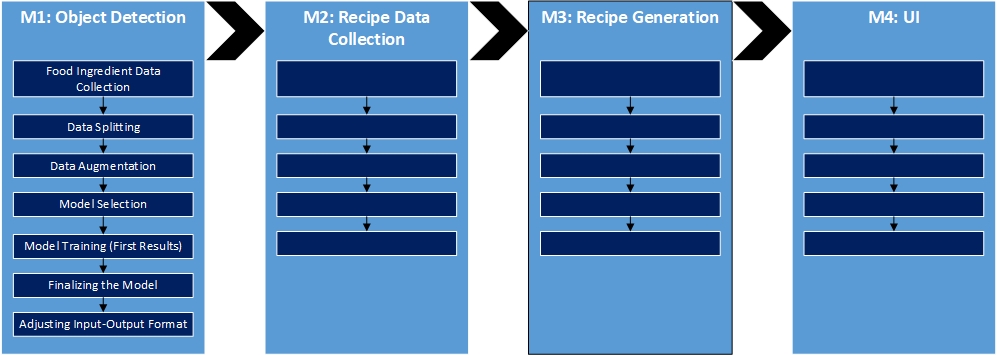 M1: Object Detection
Food Ingredient Data
Collection
Data Splitting
Data Augmentation
Model Selection
Model Training (First Results)
Finalizing the Model
Adjusting Input-Output Format
M2: Recipe Data
Collection
M3: Recipe Generation
M4: UI